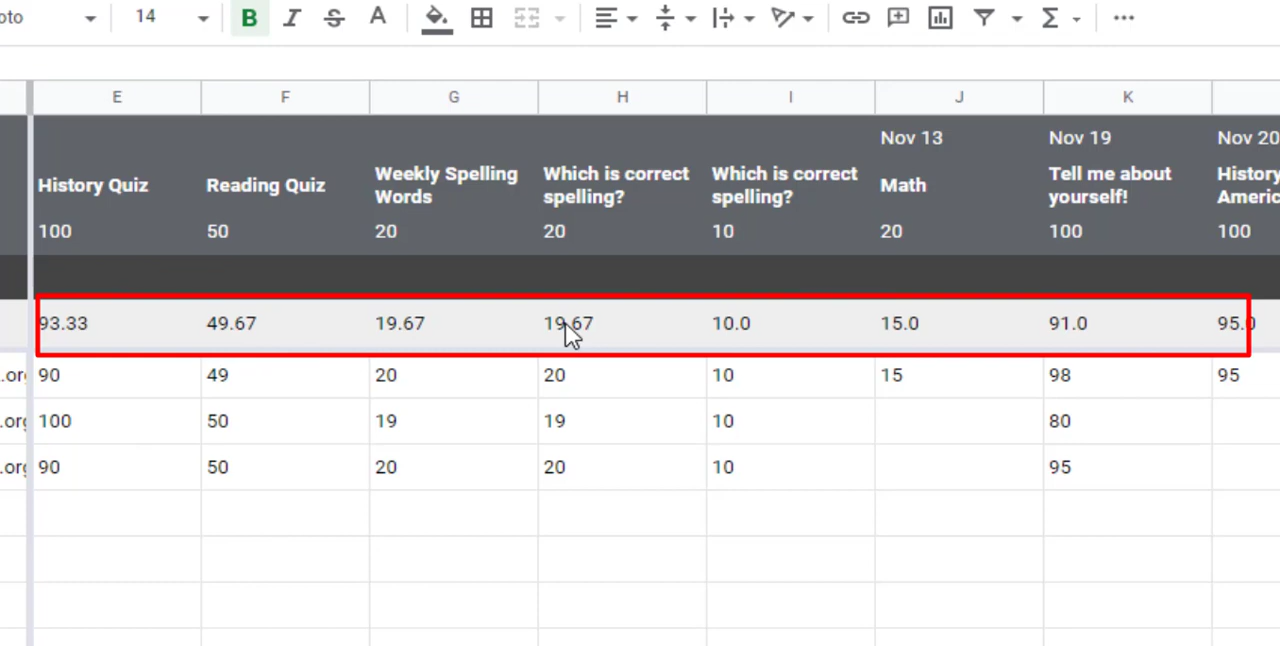 oto 14 B I S A
E F G H I J K
Nov 13 Nov 19 Nov 20
History Quiz Reading Quiz Weekly Spelling Words Which is correct spelling? Which is correct spelling? Math Tell me about yourself! History Americ
100 50 20 20 10 20 100 100
93.33 49.67 19.67 19.67 10.0 15.0 91.0 95.0
.org 90 49 20 20 10 15 98 95
.org 100 50 19 19 10 80
.org 90 50 20 20 10 95